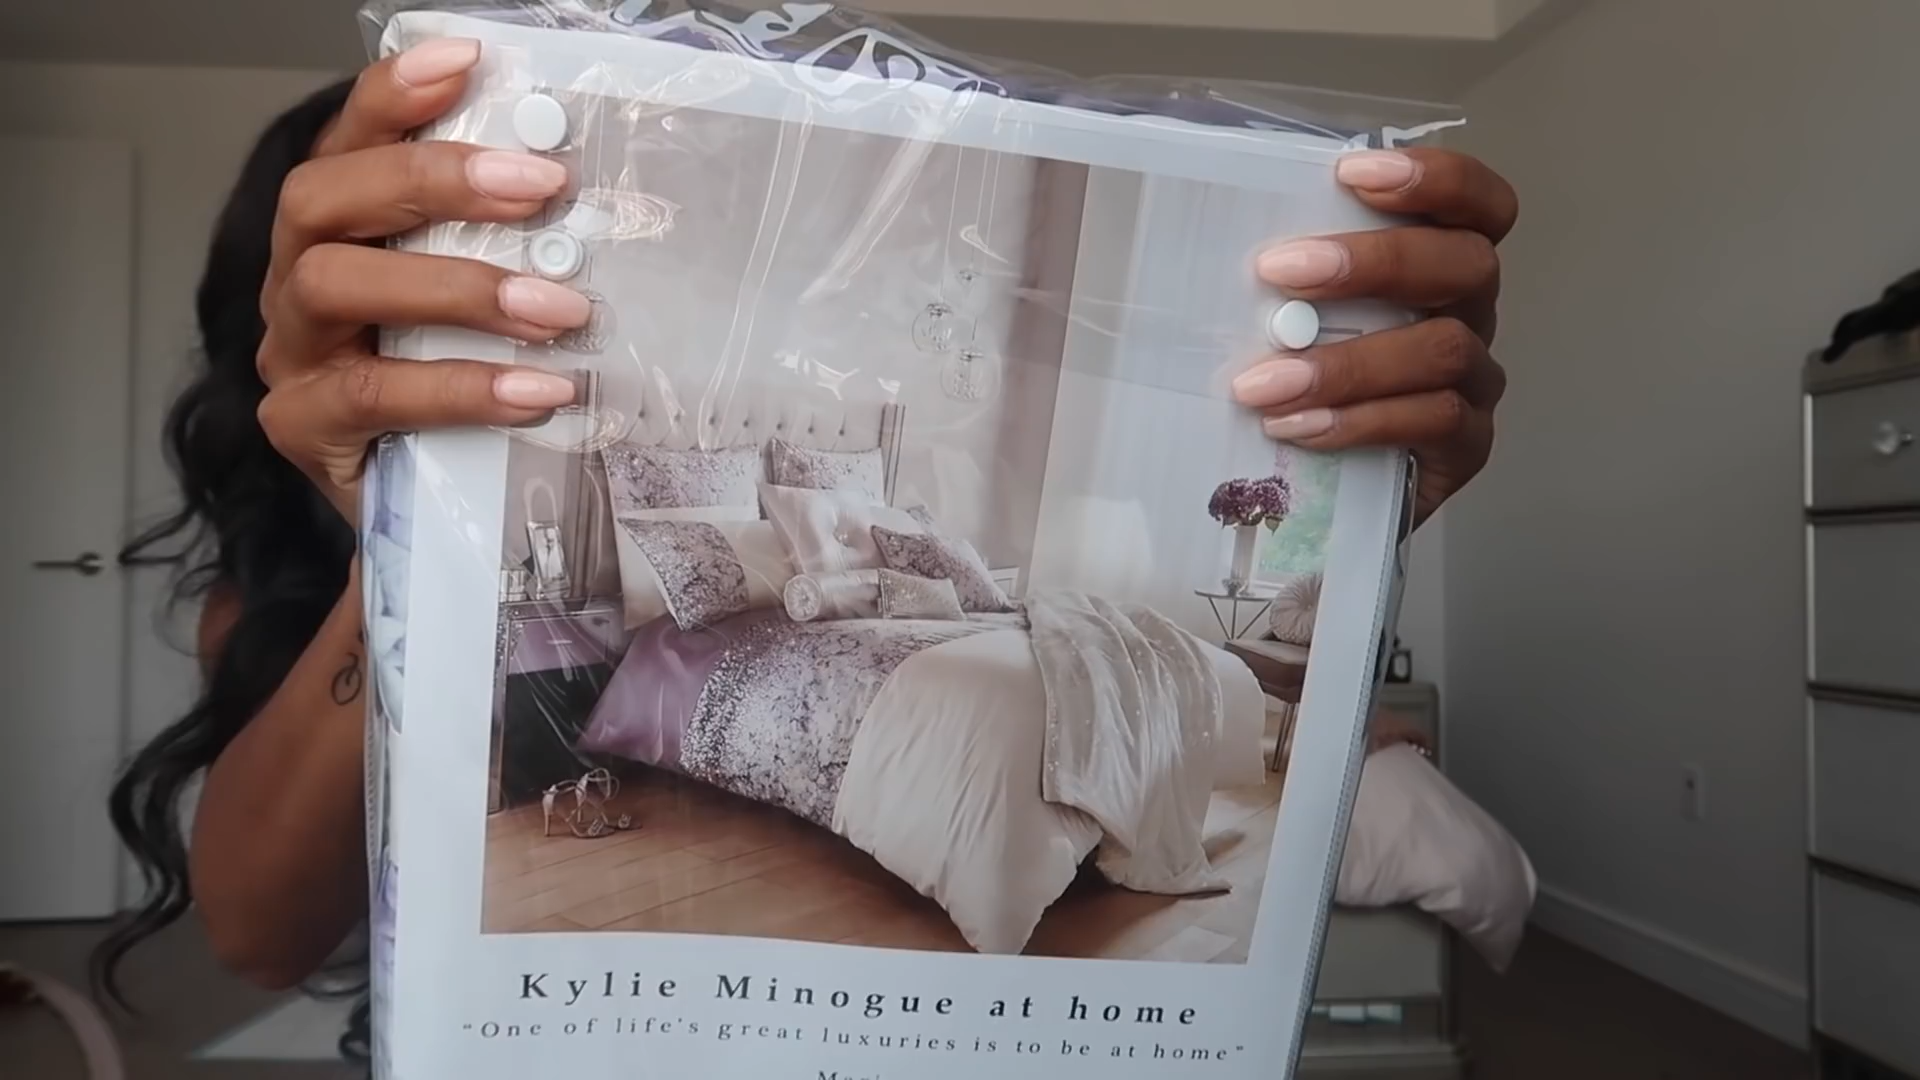 Kylie Minogue at home
"One of life's great luxuries is to be at home"